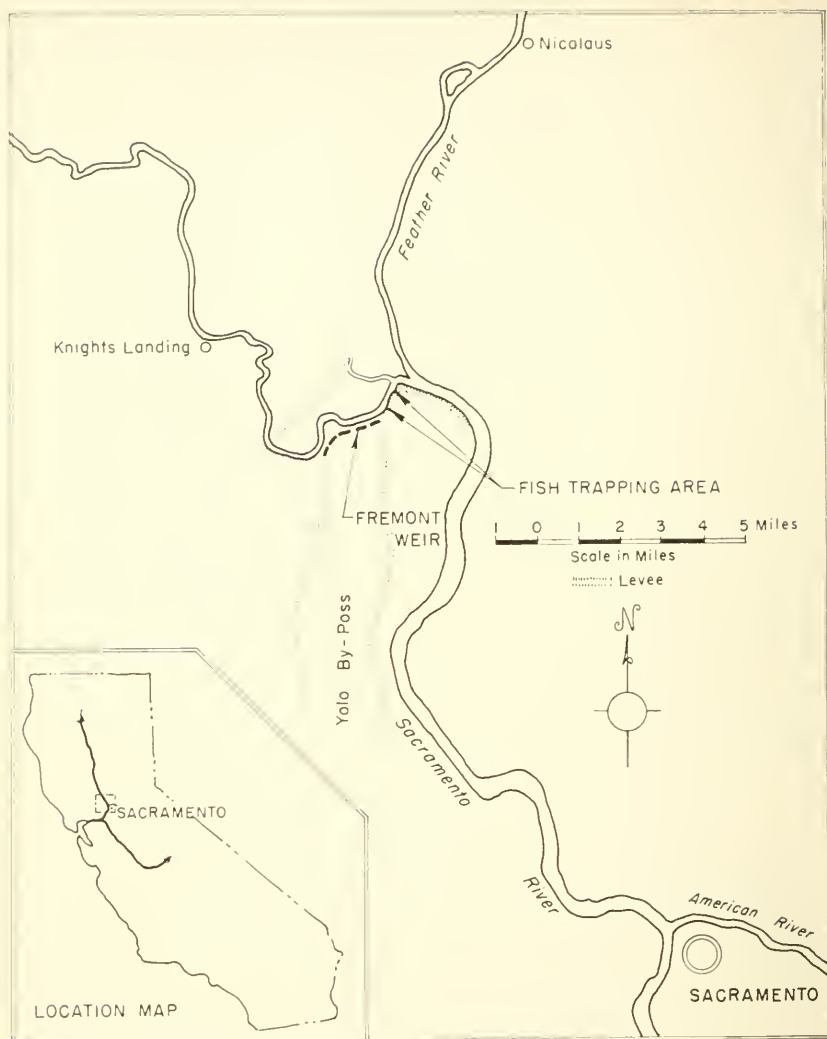 Nicolaus
Feather River
Knights Landing
FISH TRAPPING AREA
FREMONT
WEIR
1 0 1 2 3 4 5 Miles
Scale in Miles
Levee
N
Yolo By-Poss
Sacramento
River
American River
SACRAMENTO
SACRAMENTO
LOCATION MAP